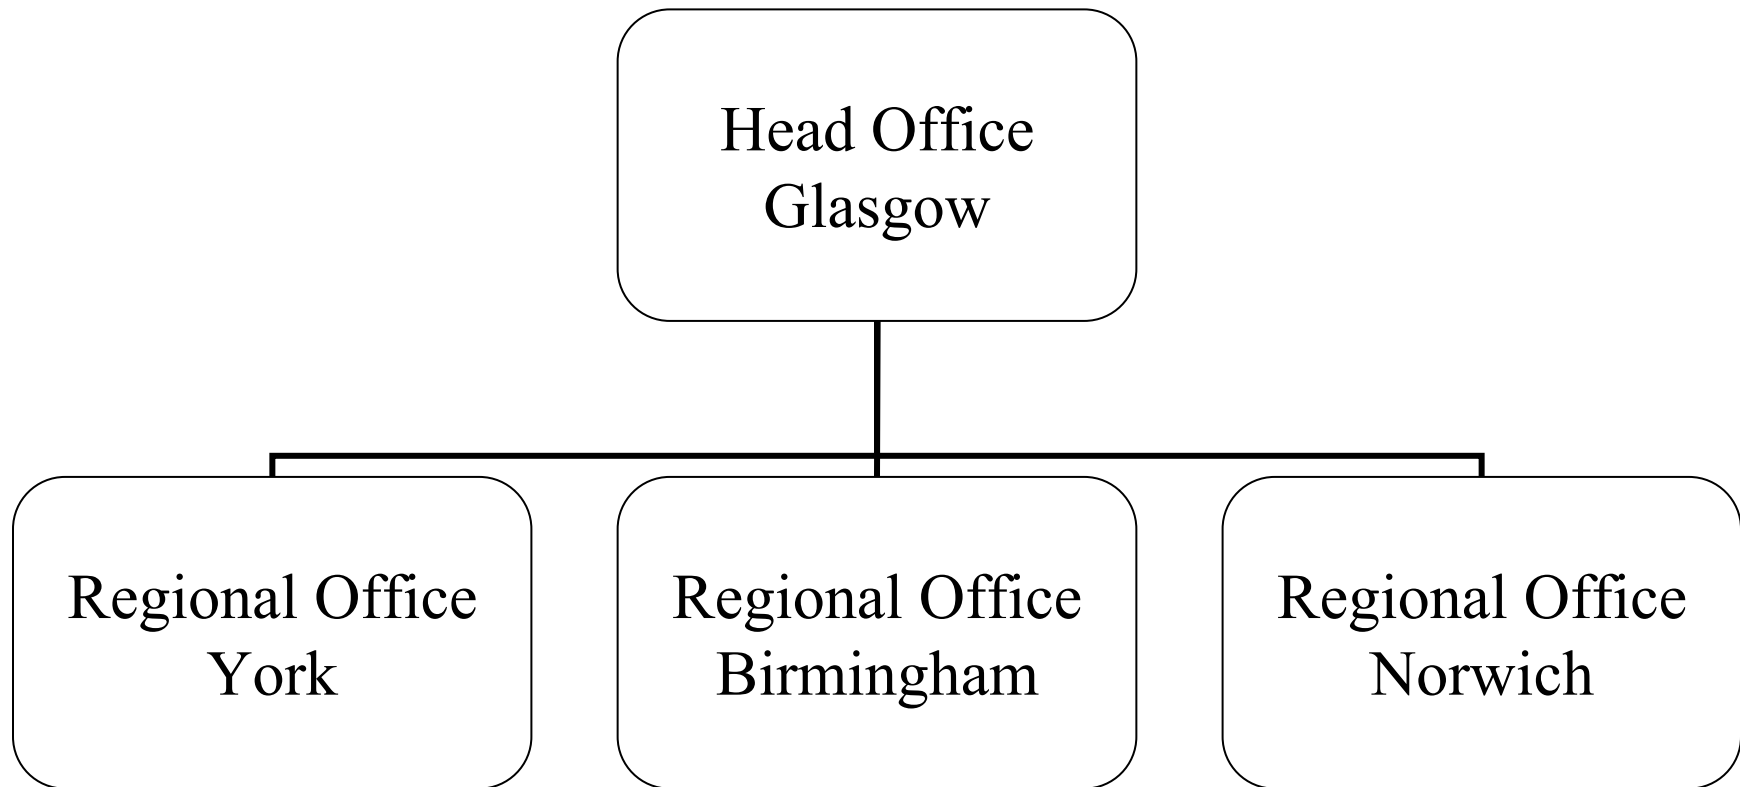 Head Office
Glasgow
Regional Office
York
Regional Office
Birmingham
Regional Office
Norwich